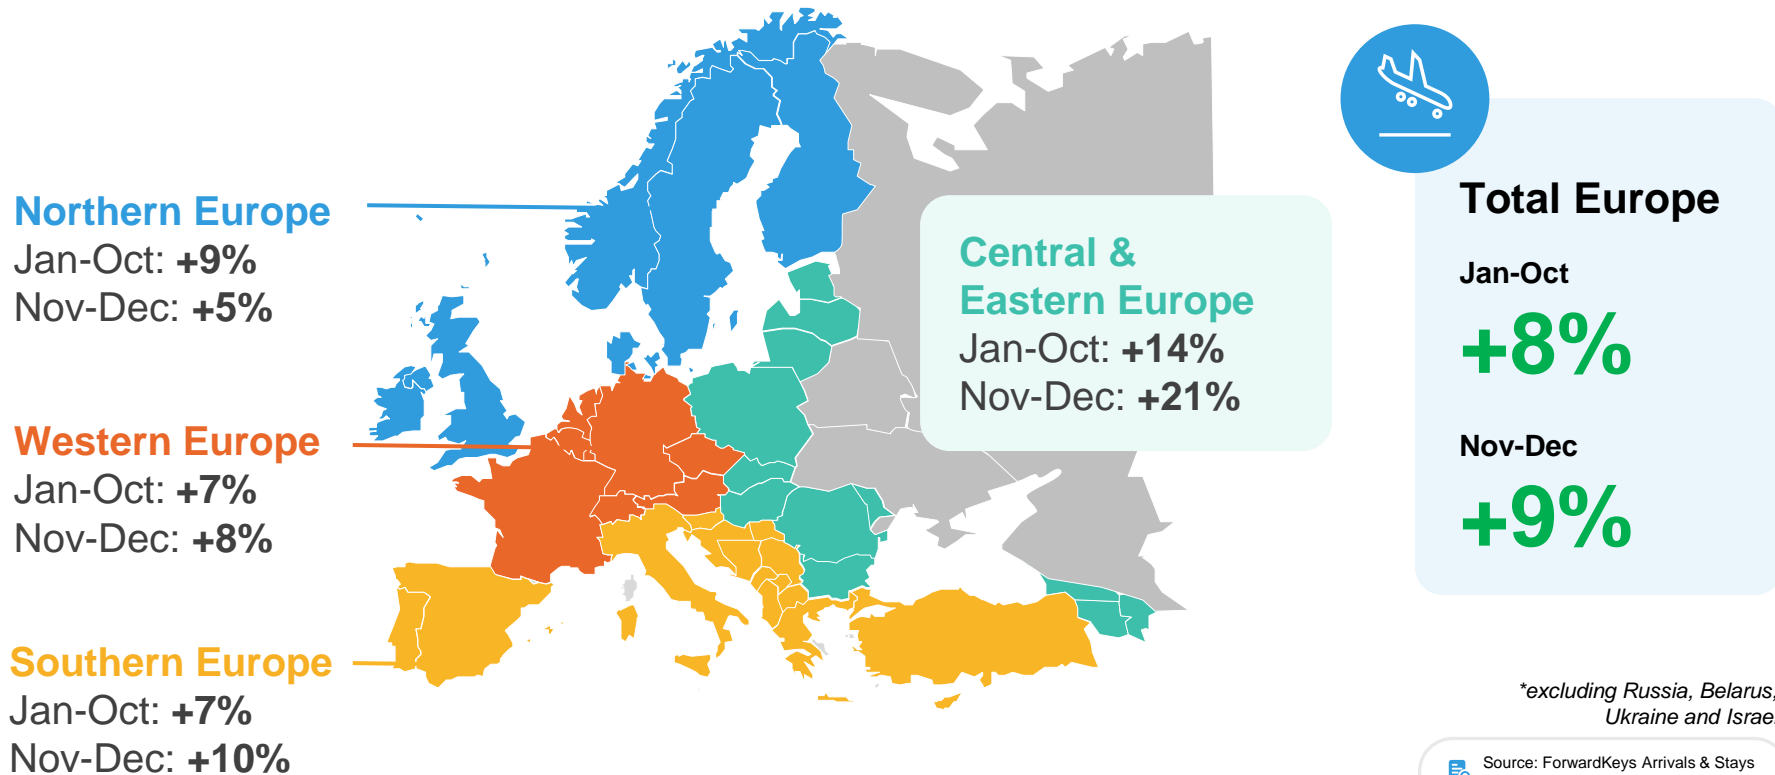 Northern Europe
Jan-Oct: +9%
Nov-Dec: +5%
Western Europe
Jan-Oct: +7%
Nov-Dec: +8%
Southern Europe
Jan-Oct: +7%
Nov-Dec: +10%
Central &
Eastern Europe
Jan-Oct: +14%
Nov-Dec: +21%
Total Europe
Jan-Oct
+8%
Nov-Dec
+9%
*excluding Russia, Belarus,
Ukraine and Israe
Source: ForwardKeys Arrivals & Stays